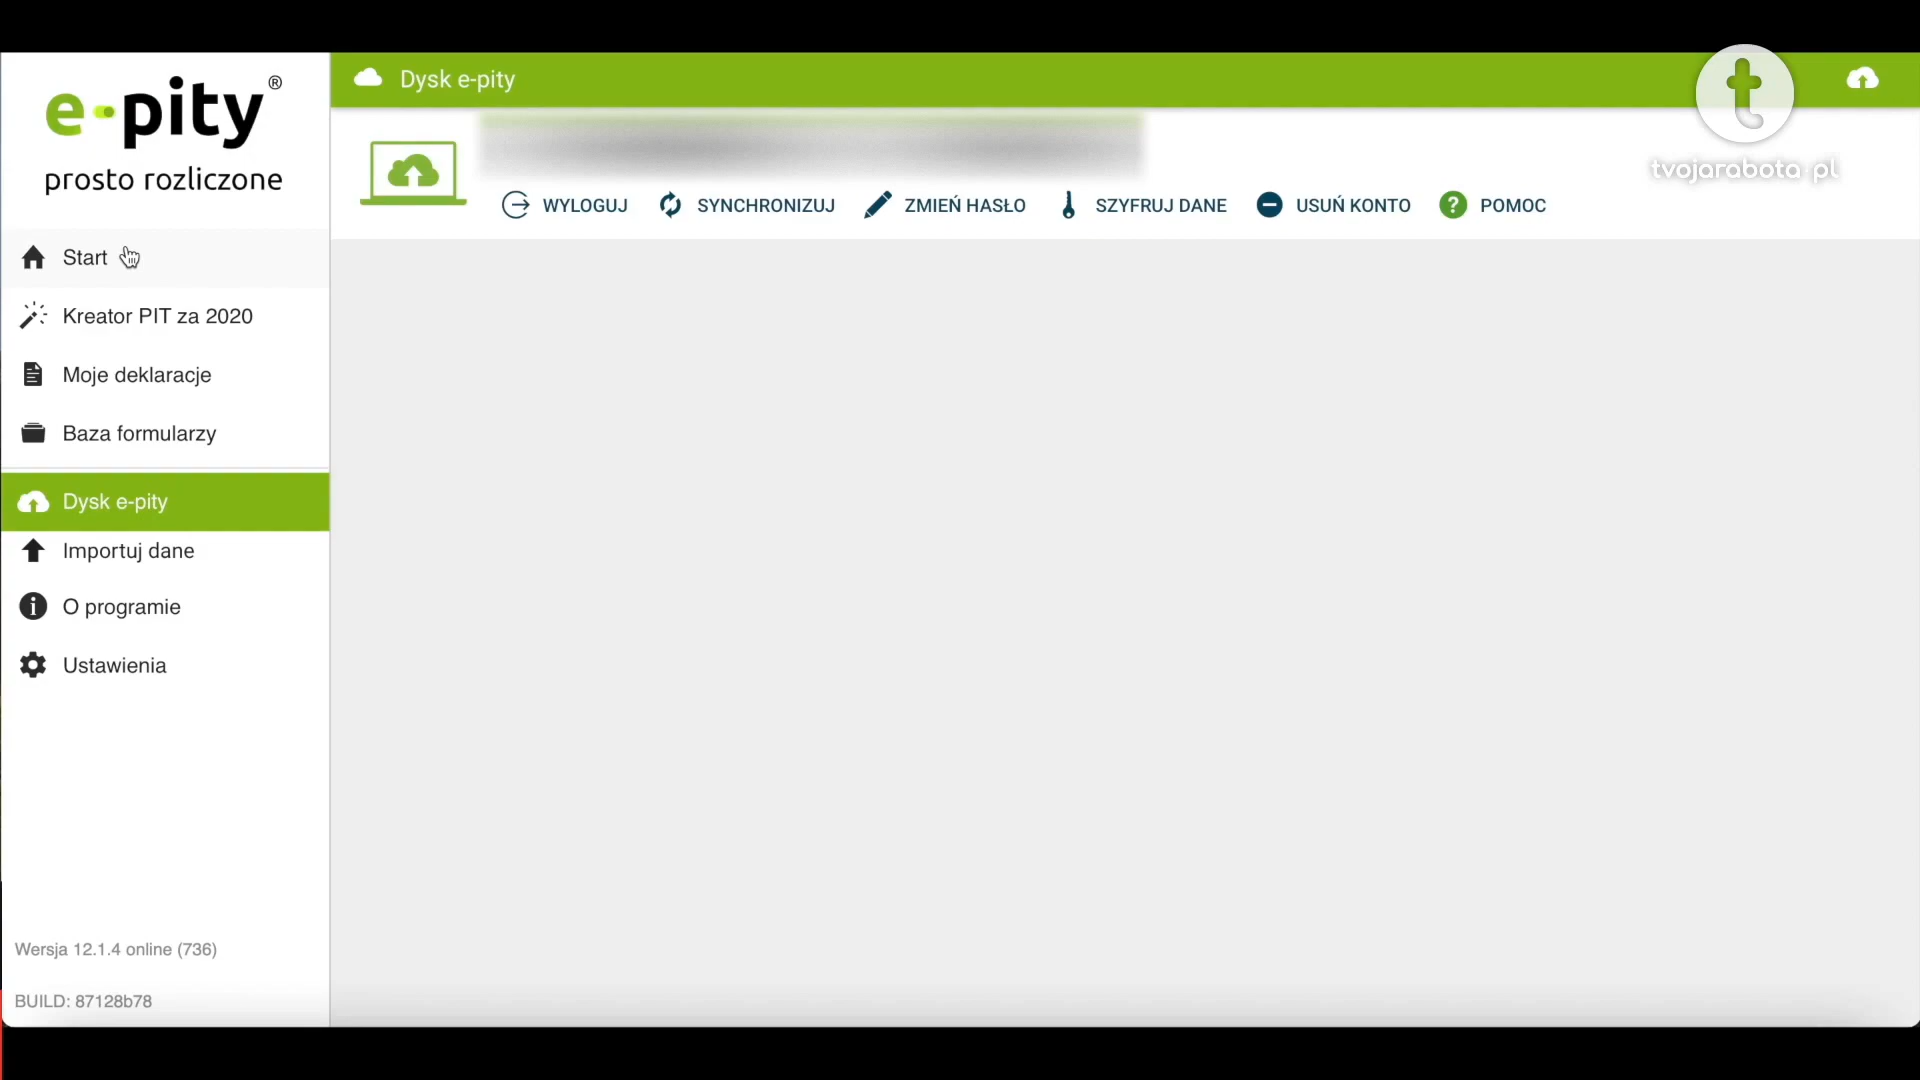 e-pity®
prosto rozliczone
Start
Kreator PIT za 2020
Moje deklaracje
Baza formularzy
Dysk e-pity
Importuj dane
O programie
Ustawienia
Wersja 12.1.4 online (736)
BUILD: 87128b78
Dysk e-pity
WYLOGUJ SYNCHRONIZUJ ZMIEŃ HASŁO SZYFRUJ DANE USUŃ KONTO ? POMOC
t
tvojarabota pl